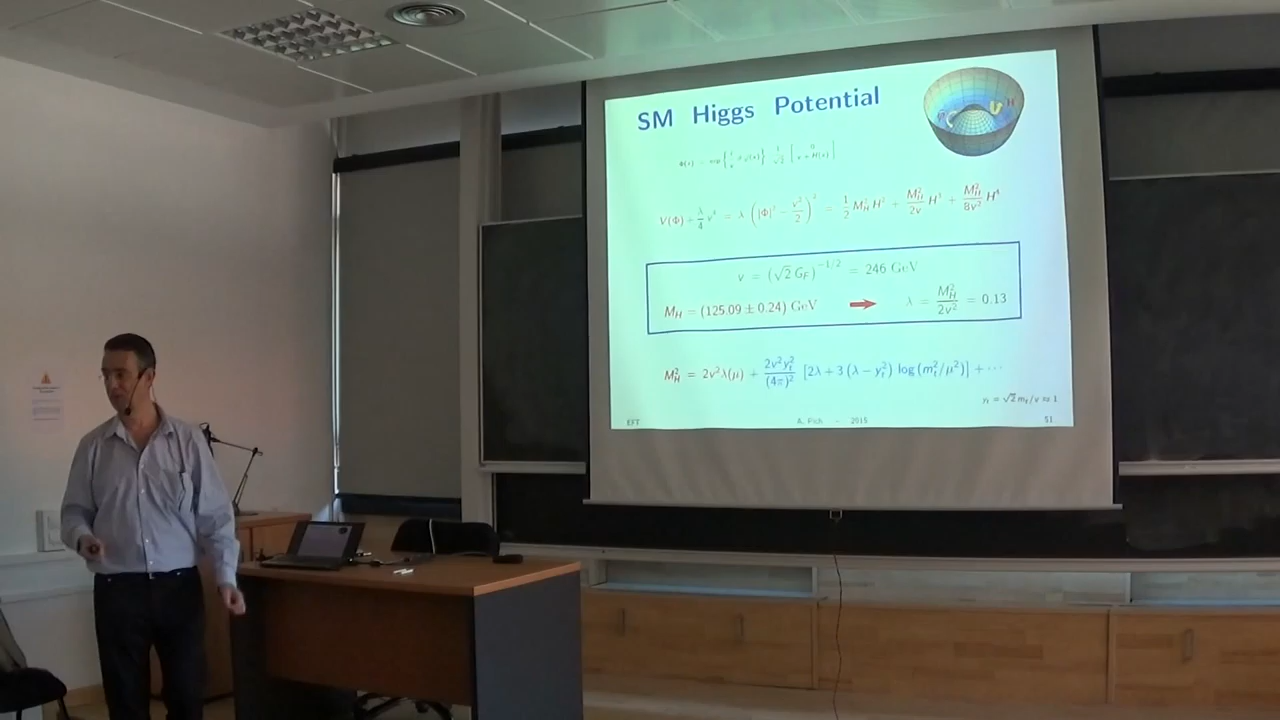 SM Higgs Potential
V(Φ) + λ/4 v⁴ = λ (|Φ|² − v²/2)² = 1/2 M_H² H² + M_H²/2v H³ + M_H²/8v² H⁴
v = (√2 G_F)^−1/2 = 246 GeV
M_H = (125.09 ± 0.24) GeV ➡ λ = M_H²/2v² = 0.13
M_H² = 2v²λ(μ) + 2v²y_t²/(4π)² [2λ + 3 (λ − y_t²) log (m_t²/μ²)] + ···
y_t = √2 m_t/v ≈ 1
EFT A. Pich – 2015 51